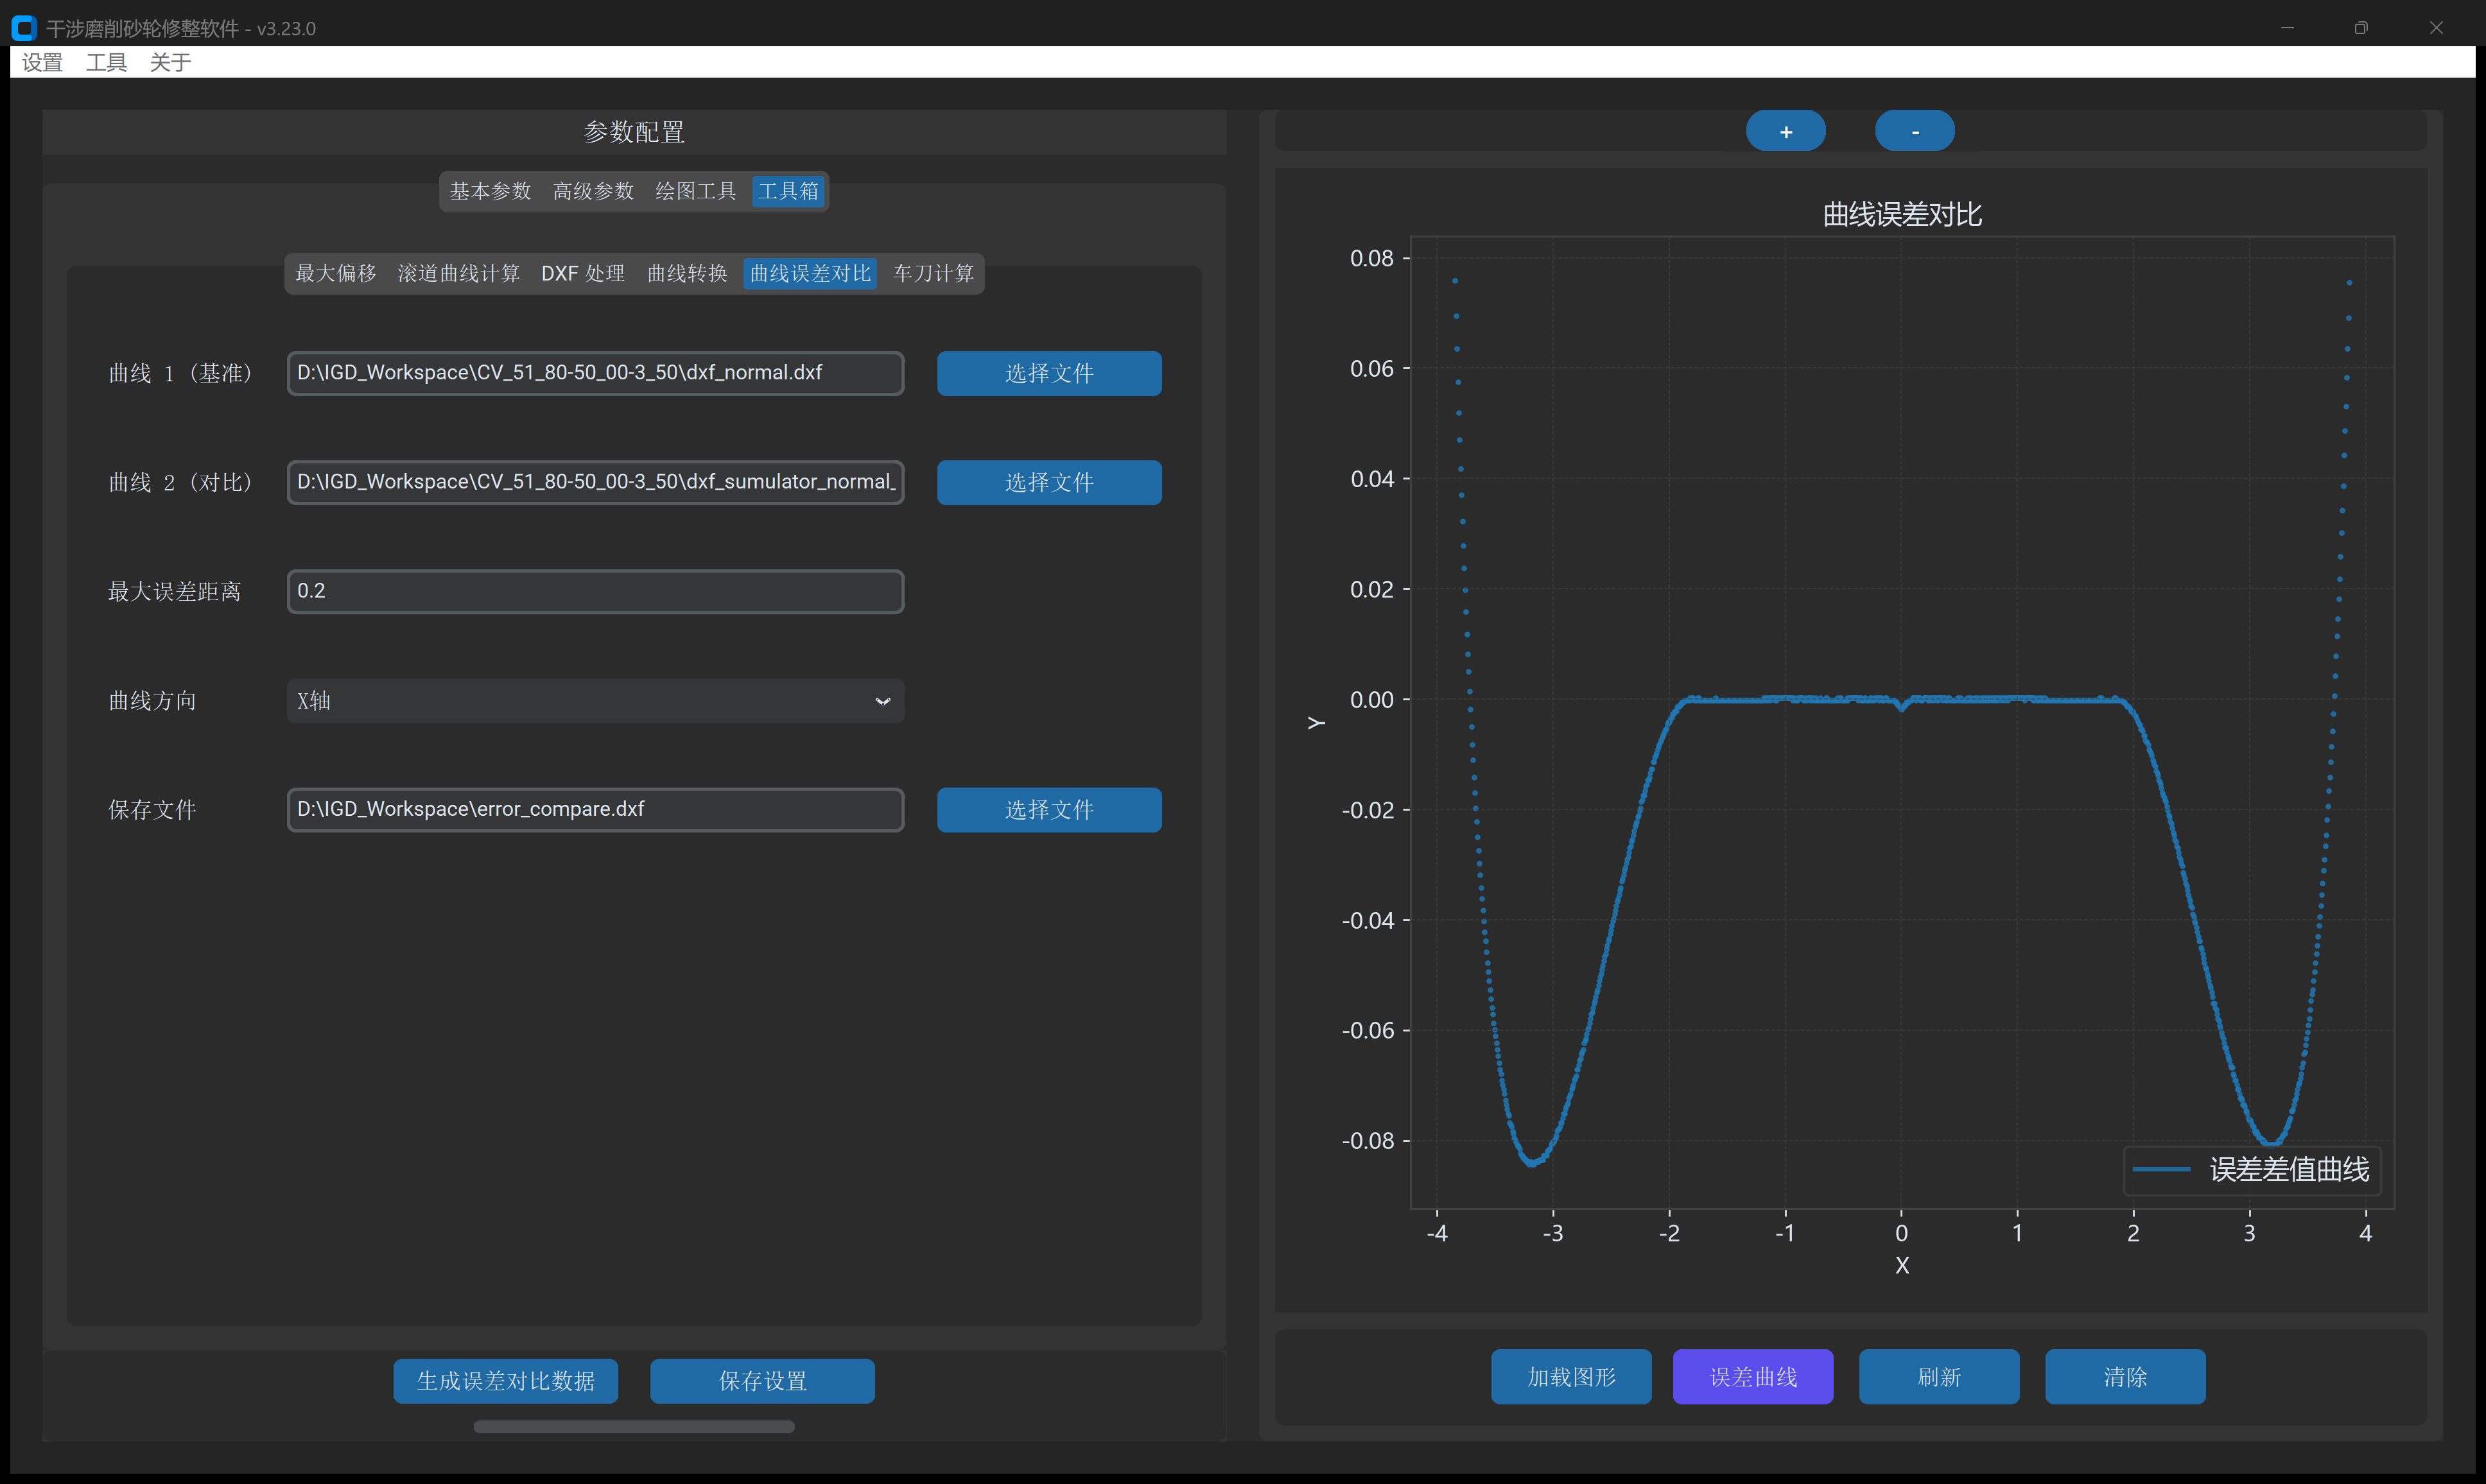 干涉磨削砂轮修整软件 - v3.23.0
设置 工具 关于
参数配置
基本参数 高级参数 绘图工具 工具箱
最大偏移 滚道曲线计算 DXF 处理 曲线转换 曲线误差对比 车刀计算
曲线 1 (基准) D:\IGD_Workspace\CV_51_80-50_00-3_50\dxf_normal.dxf 选择文件
曲线 2 (对比) D:\IGD_Workspace\CV_51_80-50_00-3_50\dxf_sumulator_normal_ 选择文件
最大误差距离 0.2
曲线方向 X轴
保存文件 D:\IGD_Workspace\error_compare.dxf 选择文件
生成误差对比数据 保存设置
+ -
曲线误差对比
0.08
0.06
0.04
0.02
0.00
-0.02
-0.04
-0.06
-0.08
Y
误差差值曲线
-4 -3 -2 -1 0 1 2 3 4
X
加载图形 误差曲线 刷新 清除